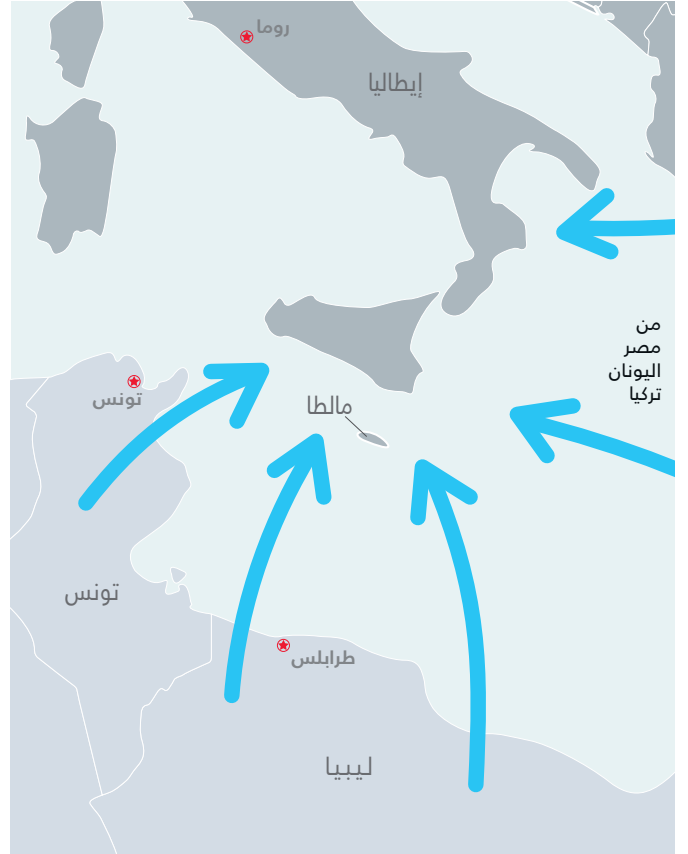 روما
إيطاليا
من
مصر
اليونان
تركيا
تونس
مالطا
تونس
طرابلس
ليبيا